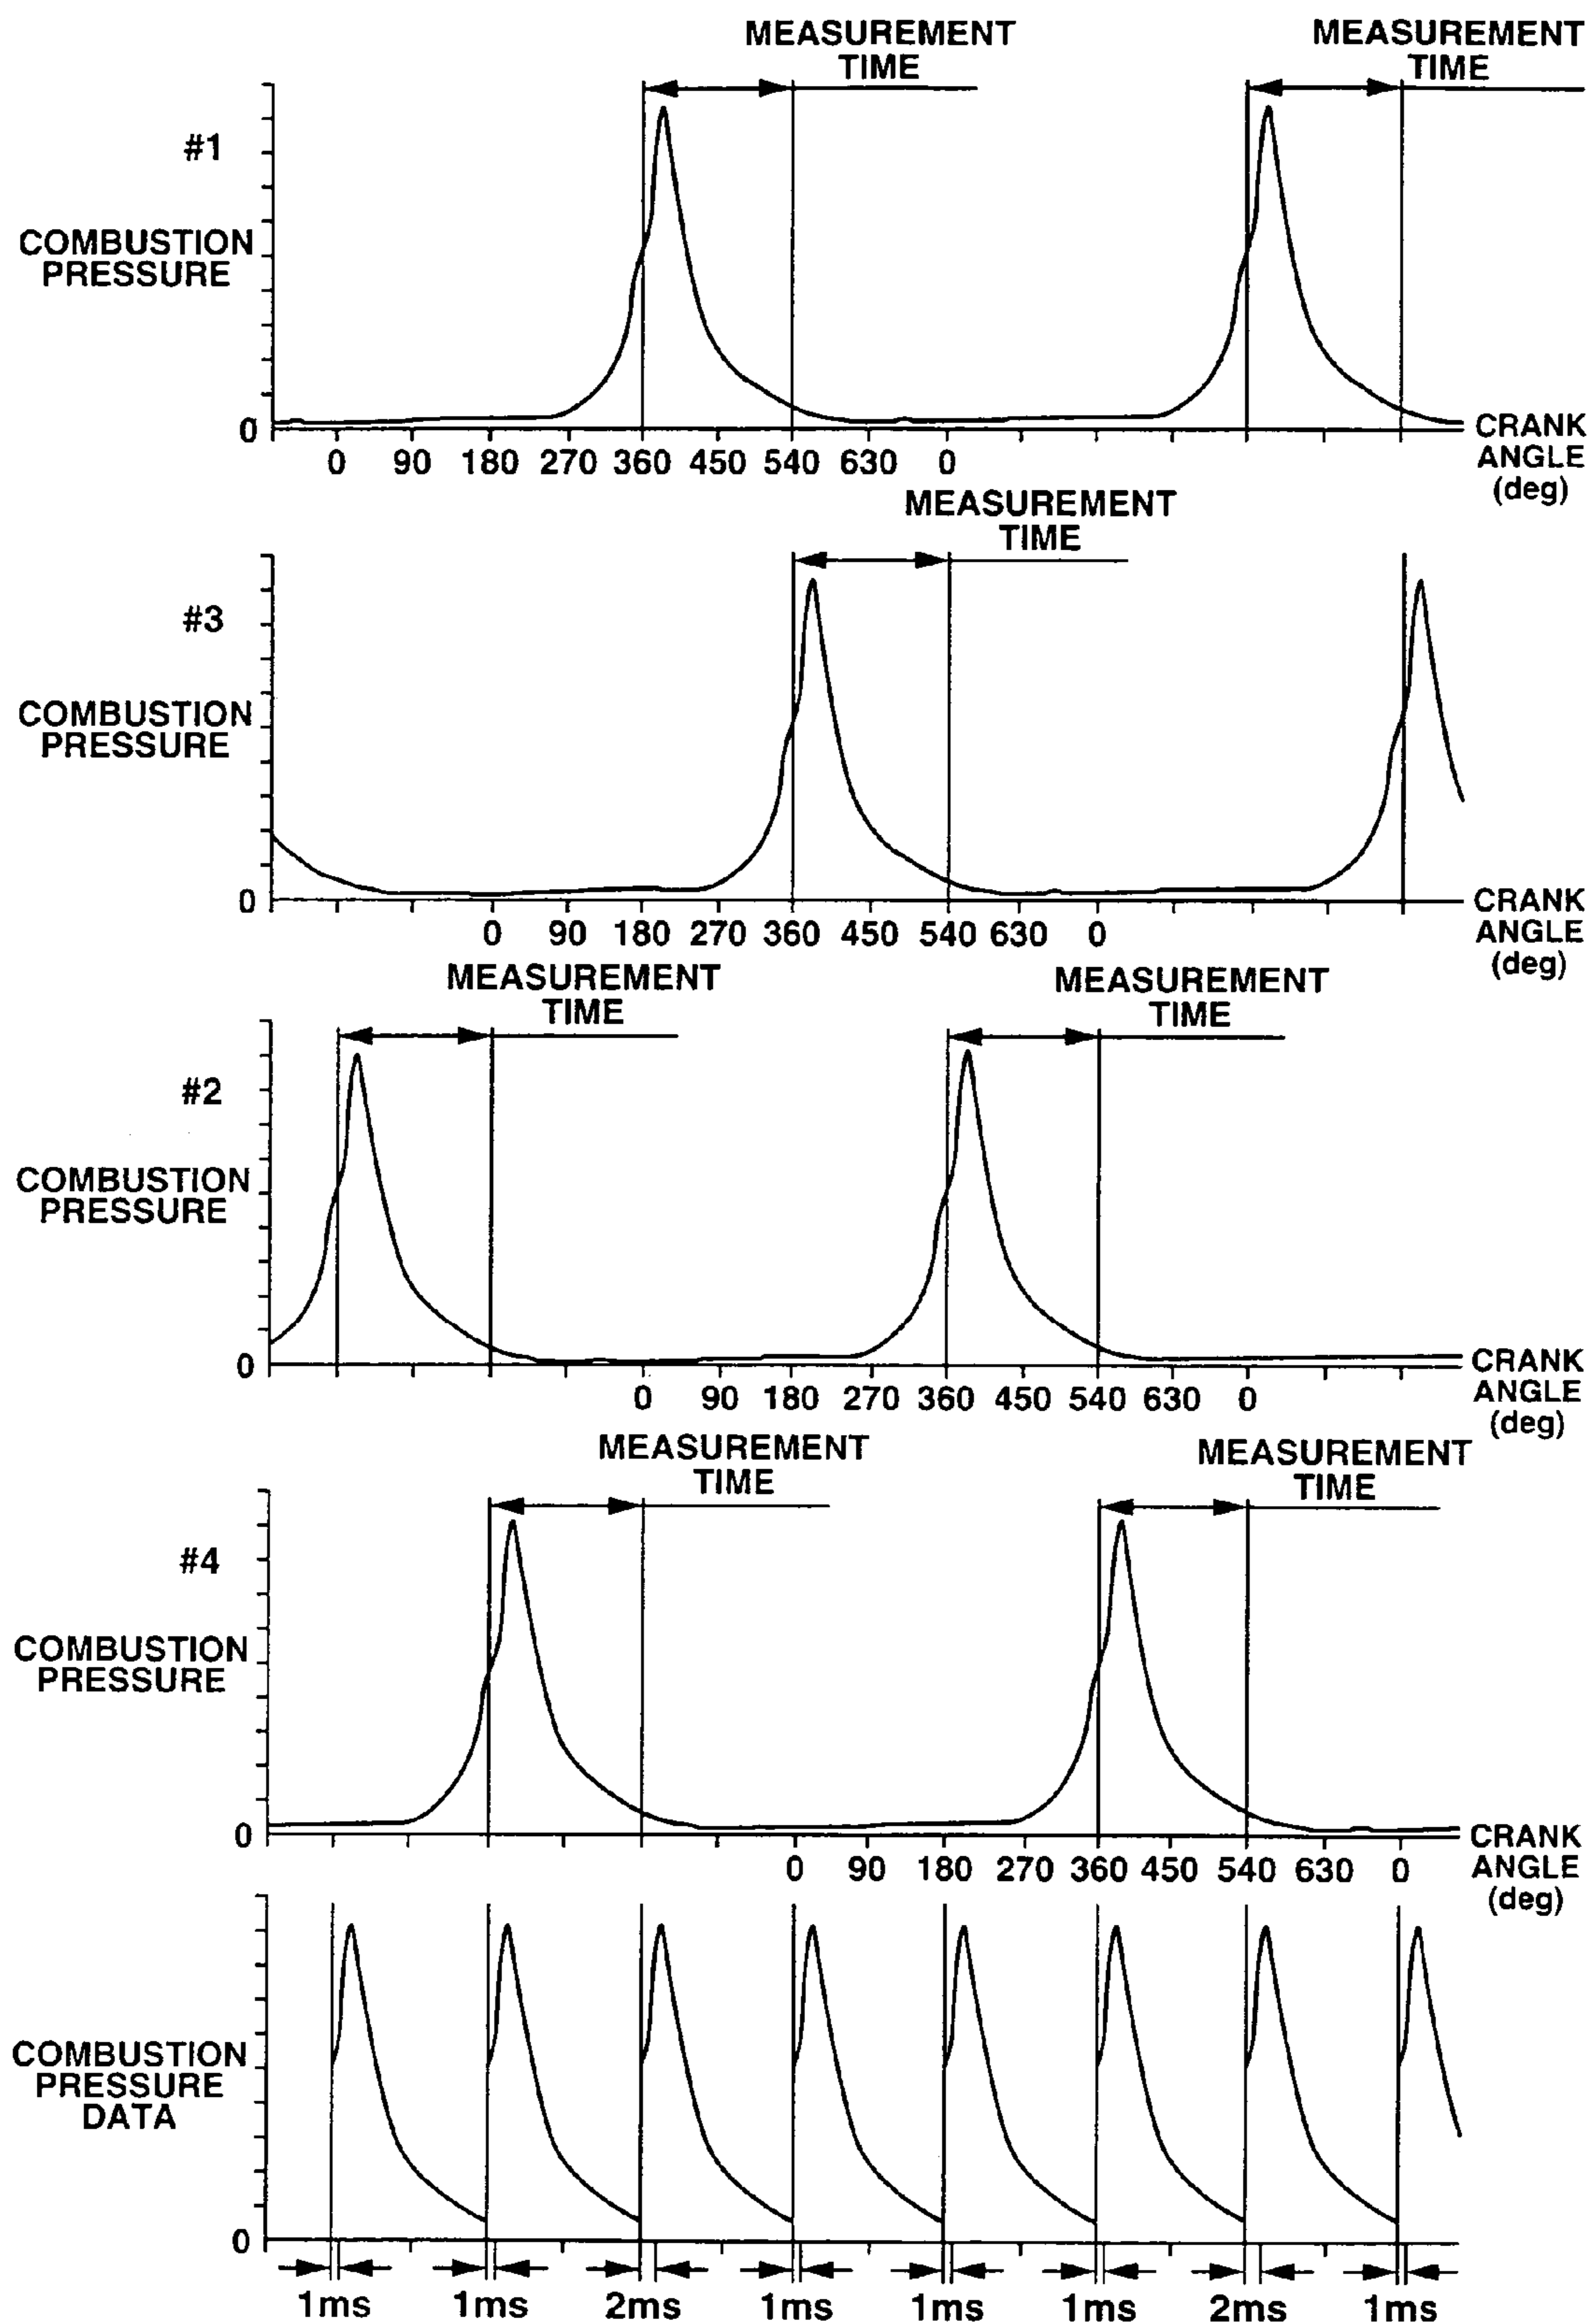 MEASUREMENT
TIME
MEASUREMENT
TIME
#1
COMBUSTION
PRESSURE
0
0 90 180 270 360 450 540 630 0
CRANK
ANGLE
(deg)
MEASUREMENT
TIME
#3
COMBUSTION
PRESSURE
0
0 90 180 270 360 450 540 630 0
CRANK
ANGLE
(deg)
MEASUREMENT
TIME
MEASUREMENT
TIME
#2
COMBUSTION
PRESSURE
0
0 90 180 270 360 450 540 630 0
CRANK
ANGLE
(deg)
MEASUREMENT
TIME
MEASUREMENT
TIME
#4
COMBUSTION
PRESSURE
0
0 90 180 270 360 450 540 630 0
CRANK
ANGLE
(deg)
COMBUSTION
PRESSURE
DATA
0
1ms 1ms 2ms 1ms 1ms 1ms 2ms 1ms